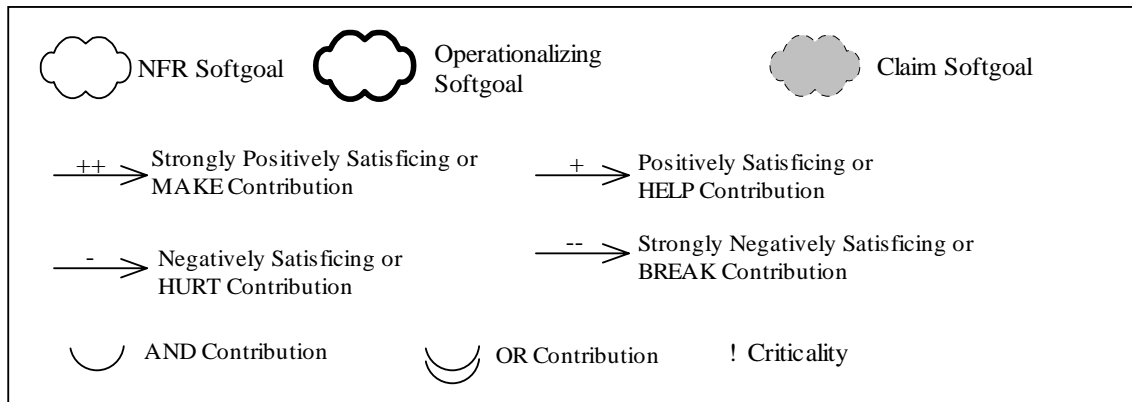 NFR Softgoal
Operationalizing
Softgoal
Claim Softgoal
++
Strongly Positively Satisficing or
MAKE Contribution
+
Positively Satisficing or
HELP Contribution
-
Negatively Satisficing or
HURT Contribution
--
Strongly Negatively Satisficing or
BREAK Contribution
AND Contribution
OR Contribution
! Criticality